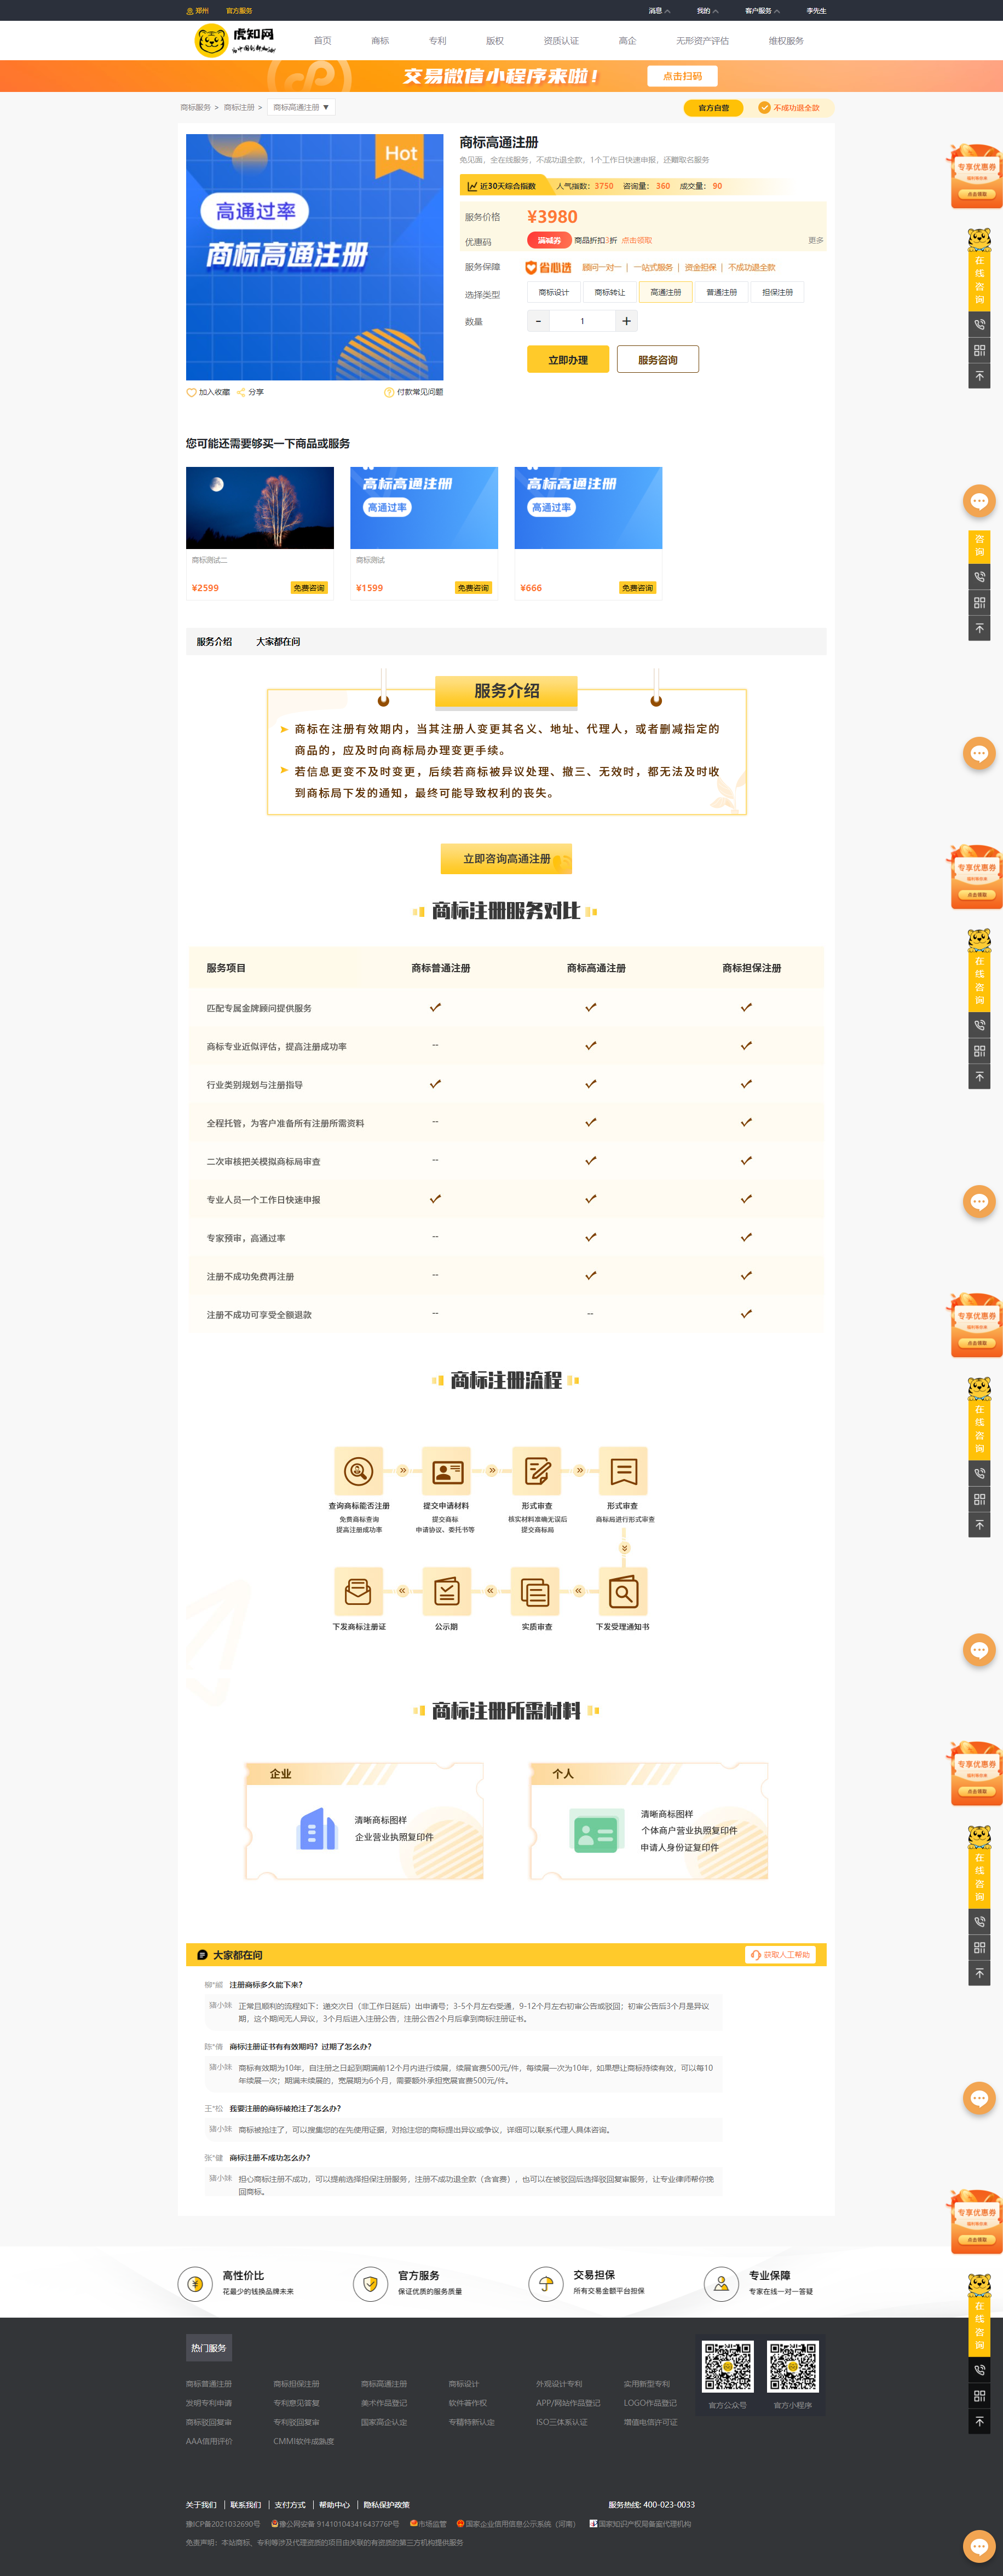 郑州 官方服务 消息 我的 客户服务 李先生
虎知网 首页 商标 专利 版权 资质认证 高企 无形资产评估 维权服务
交易微信小程序来啦! 点击扫码
商标服务 > 商标注册 > 商标高通注册 ▼ 官方自营 不成功退全款
Hot
高通过率
商标高通注册
商标高通注册
免见面，全在线服务，不成功退全款，1个工作日快速申报，还赠取名服务
近30天综合指数 人气指数：3750 咨询量： 360 成交量： 90
服务价格 ¥3980
优惠码 满减券 商品折扣3折 点击领取 更多
服务保障 省心选 顾问一对一 | 一站式服务 | 资金担保 | 不成功退全款
选择类型 商标设计 商标转让 高通注册 普通注册 担保注册
数量 - 1 +
立即办理 服务咨询
加入收藏 分享 付款常见问题
专享优惠券
点击领取
在线咨询
您可能还需要够买一下商品或服务
高标高通注册
高通过率
高标高通注册
高通过率
商标测试二 商标测试
¥2599 免费咨询 ¥1599 免费咨询 ¥666 免费咨询
咨询
服务介绍 大家都在问
服务介绍
商标在注册有效期内，当其注册人变更其名义、地址、代理人，或者删减指定的
商品的，应及时向商标局办理变更手续。
若信息更变不及时变更，后续若商标被异议处理、撤三、无效时，都无法及时收
到商标局下发的通知，最终可能导致权利的丧失。
立即咨询高通注册
专享优惠券
点击领取
在线咨询
商标注册服务对比
服务项目 商标普通注册 商标高通注册 商标担保注册
匹配专属金牌顾问提供服务
商标专业近似评估，提高注册成功率 --
行业类别规划与注册指导
全程托管，为客户准备所有注册所需资料 --
二次审核把关模拟商标局审查 --
专业人员一个工作日快速申报
专家预审，高通过率 --
注册不成功免费再注册 --
注册不成功可享受全额退款 -- --
专享优惠券
点击领取
在线咨询
商标注册流程
查询商标能否注册 提交申请材料 形式审查 形式审查
免费商标查询 提交商标 核实材料准确无误后 商标局进行形式审查
提高注册成功率 申请协议、委托书等 提交商标局
下发商标注册证 公示期 实质审查 下发受理通知书
商标注册所需材料
企业 个人
清晰商标图样
企业营业执照复印件
清晰商标图样
个体商户营业执照复印件
申请人身份证复印件
专享优惠券
点击领取
在线咨询
大家都在问 获取人工帮助
注册商标多久能下来?
猪小妹 正常且顺利的流程如下：递交次日（非工作日延后）出申请号；3-5个月左右受通，9-12个月左右初审公告或驳回；初审公告后3个月是异议
期，这个期间无人异议，3个月后进入注册公告，注册公告2个月后拿到商标注册证书。
陈*倩 商标注册证书有有效期吗？过期了怎么办?
猪小妹 商标有效期为10年，自注册之日起到期满前12个月内进行续展，续展官费500元/件，每续展一次为10年，如果想让商标持续有效，可以每10
年续展一次；期满未续展的，宽展期为6个月，需要额外承担宽展官费500元/件。
王*松 我要注册的商标被抢注了怎么办?
猪小妹 商标被抢注了，可以搜集您的在先使用证据，对抢注您的商标提出异议或争议，详细可以联系代理人具体咨询。
张*健 商标注册不成功怎么办?
猪小妹 担心商标注册不成功，可以提前选择担保注册服务，注册不成功退全款（含官费），也可以在被驳回后选择驳回复审服务，让专业律师帮你挽
回商标。
专享优惠券
点击领取
在线咨询
高性价比 官方服务 交易担保 专业保障
花最少的钱换品牌未来 保证优质的服务质量 所有交易金额平台担保 专家在线一对一答疑
热门服务
商标普通注册 商标担保注册 商标高通注册 商标设计 外观设计专利 实用新型专利
发明专利申请 专利意见答复 美术作品登记 软件著作权 APP/网站作品登记 LOGO作品登记
商标驳回复审 专利驳回复审 国家高企认定 专精特新认定 ISO三体系认证 增值电信许可证
AAA信用评价 CMMI软件成熟度
官方公众号 官方小程序
关于我们 | 联系我们 | 支付方式 | 帮助中心 | 隐私保护政策 服务热线: 400-023-0033
豫ICP备2021032690号 豫公网安备 91410104341643776P号 市场监管 国家企业信用信息公示系统（河南） 国家知识产权局备案代理机构
免责声明：本站商标、专利等涉及代理资质的项目由关联的有资质的第三方机构提供服务